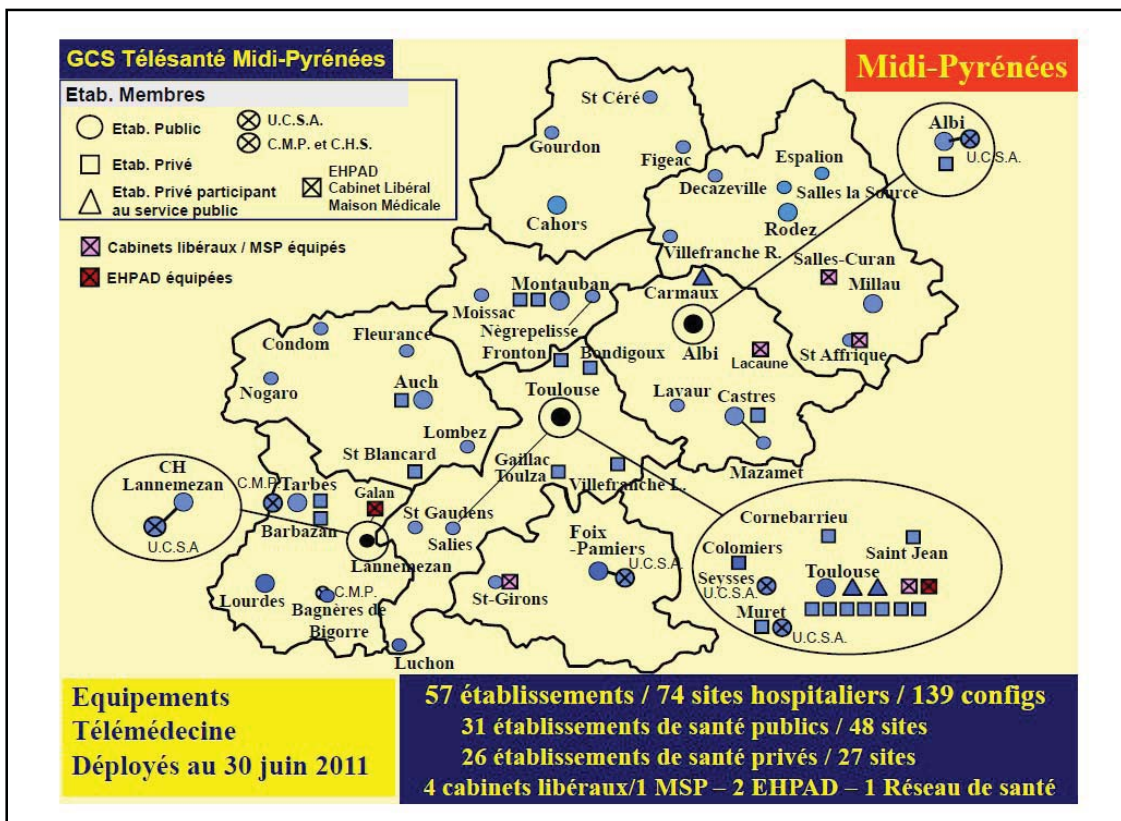 GCS Télésanté Midi-Pyrénées
Midi-Pyrénées
Etab. Membres
Etab. Public
U.C.S.A.
C.M.P. et C.H.S.
Etab. Privé
Etab. Privé participant
au service public
EHPAD
Cabinet Libéral
Maison Médicale
Cabinets libéraux / MSP équipés
EHPAD équipées
St Céré
Gourdon
Figeac
Cahors
Decazeville
Espalion
Salles la Source
Rodez
Villefranche R.
Salles-Curan
Millau
St Affrique
Albi
U.C.S.A.
Montauban
Moissac
Nègrepelisse
Carmaux
Albi
Lacaune
Lavaur
Castres
Mazamet
Condom
Fleurance
Nogaro
Auch
Lombez
St Blancard
Fronton
Bondigoux
Toulouse
Gaillac
Toulza
Villefranche L.
CH
Lannemezan
U.C.S.A
C.M.P.
Tarbes
Barbazan
Galan
Lannemezan
Lourdes
C.M.P.
Bagnères de
Bigorre
St Gaudens
Salies
Luchon
Foix
-Pamiers
U.C.S.A.
St-Girons
Cornebarrieu
Colomiers
Saint Jean
Seysses
U.C.S.A.
Toulouse
Muret
U.C.S.A.
Equipements
Télémédecine
Déployés au 30 juin 2011
57 établissements / 74 sites hospitaliers / 139 configs
31 établissements de santé publics / 48 sites
26 établissements de santé privés / 27 sites
4 cabinets libéraux/1 MSP – 2 EHPAD – 1 Réseau de santé